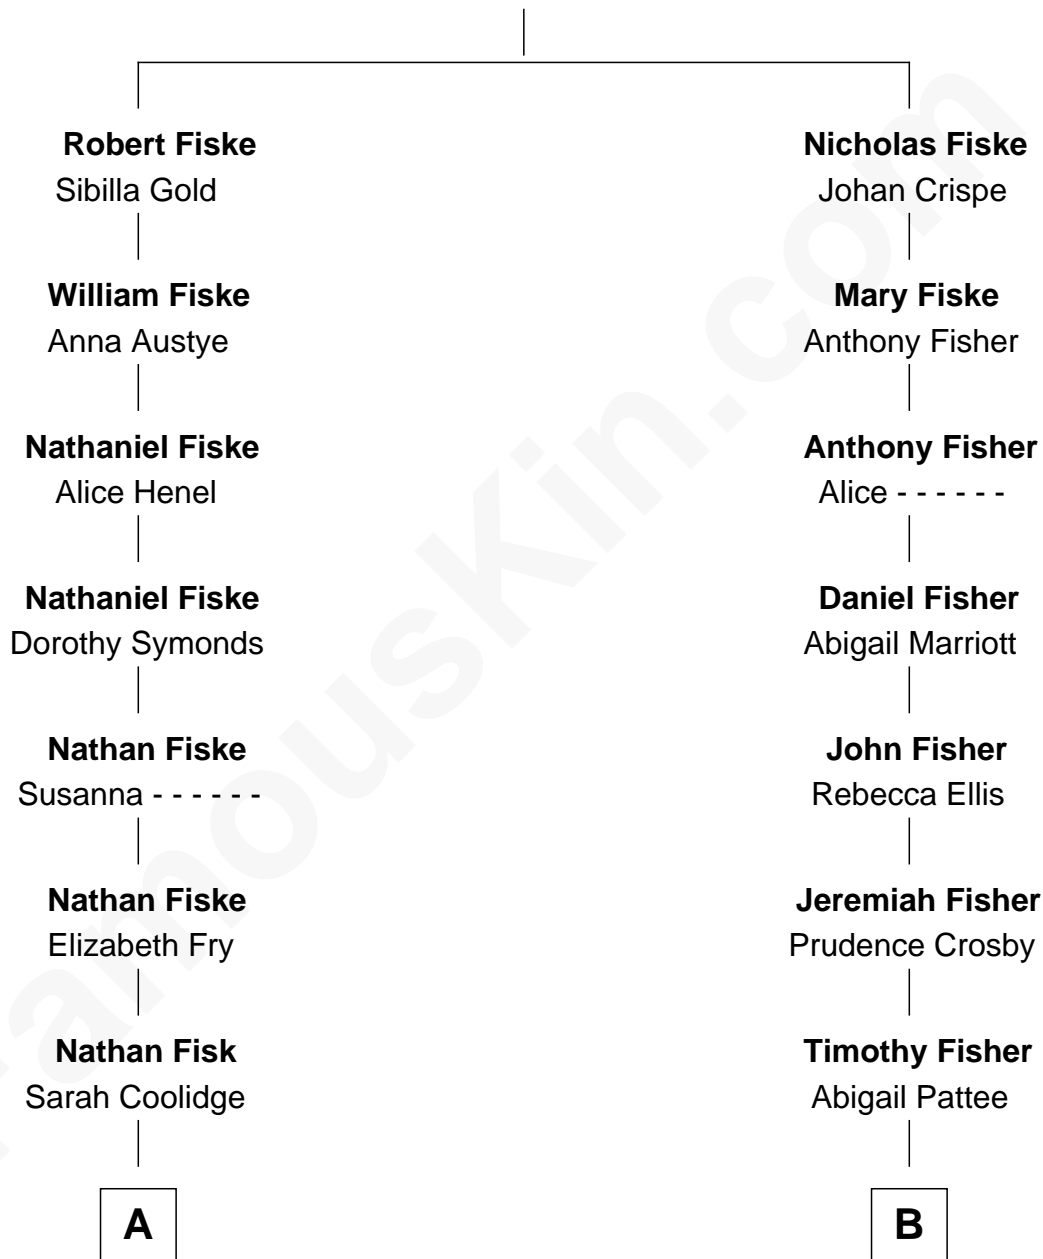 Robert Fiske
Sibilla Gold
Nicholas Fiske
Johan Crispe
William Fiske
Anna Austye
Mary Fiske
Anthony Fisher
Nathaniel Fiske
Alice Henel
Anthony Fisher
Alice - - - - - -
Nathaniel Fiske
Dorothy Symonds
Daniel Fisher
Abigail Marriott
Nathan Fiske
Susanna - - - - - -
John Fisher
Rebecca Ellis
Nathan Fiske
Elizabeth Fry
Jeremiah Fisher
Prudence Crosby
Nathan Fisk
Sarah Coolidge
Timothy Fisher
Abigail Pattee
A
B
FamousKin.com